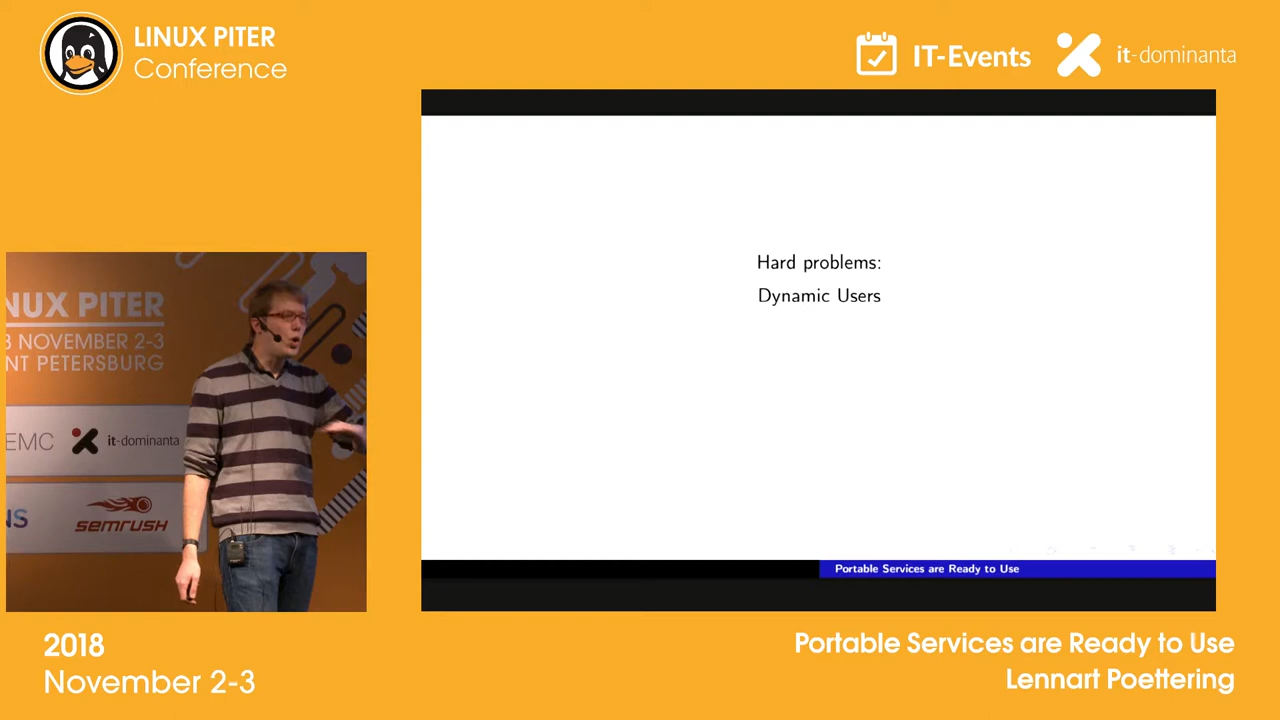 LINUX PITER
Conference
IT-Events
it-dominanta
Hard problems:
Dynamic Users
NUX PITER
8 NOVEMBER 2-3
NT PETERSBURG
EMC
it-dominanta
NS
semrush
Portable Services are Ready to Use
2018
November 2-3
Portable Services are Ready to Use
Lennart Poettering